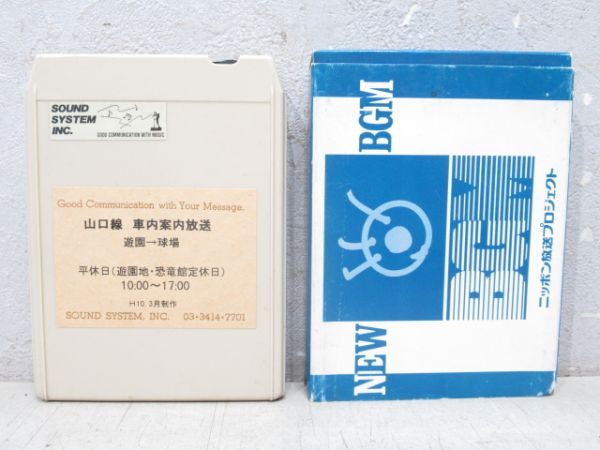 SOUND
SYSTEM
INC.
GOOD COMMUNICATION WITH MUSIC
Good Communication with Your Message.
山口線 車内案内放送
遊園→球場
平休日(遊園地・恐竜館定休日)
10:00〜17:00
H10. 3月制作
SOUND SYSTEM, INC. 03・3414・7701
NEW BGM
BGM
ニッポン放送プロジェクト